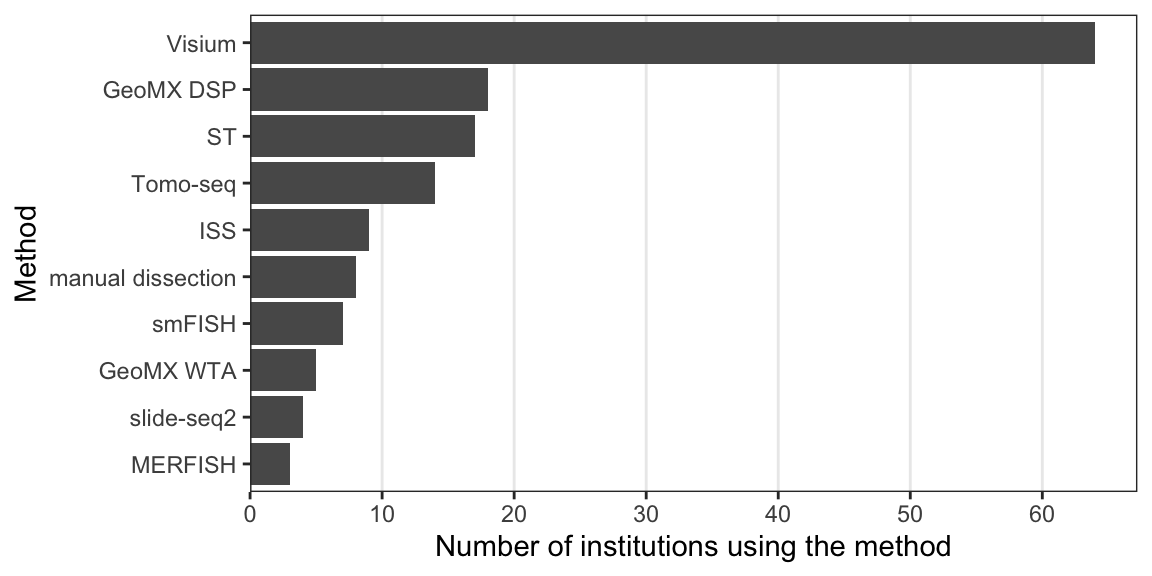 Method
Visium
GeoMX DSP
ST
Tomo-seq
ISS
manual dissection
smFISH
GeoMX WTA
slide-seq2
MERFISH
0 10 20 30 40 50 60
Number of institutions using the method